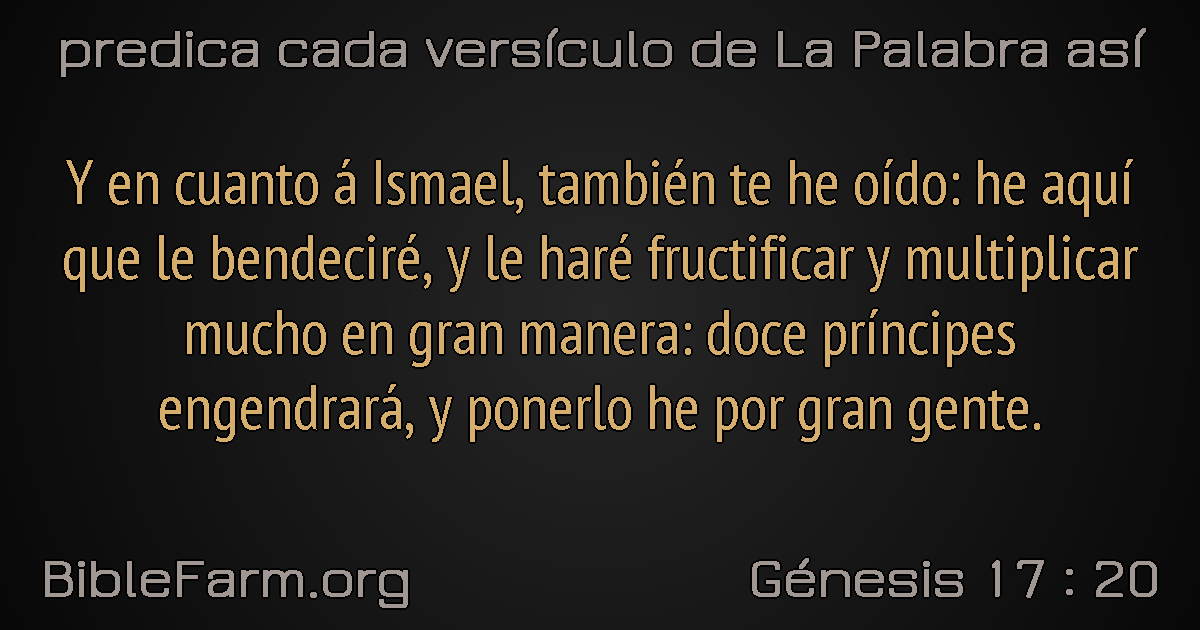 predica cada versículo de La Palabra así
Y en cuanto á Ismael, también te he oído: he aquí
que le bendeciré, y le haré fructificar y multiplicar
mucho en gran manera: doce príncipes
engendrará, y ponerlo he por gran gente.
BibleFarm.org
Génesis 17 : 20